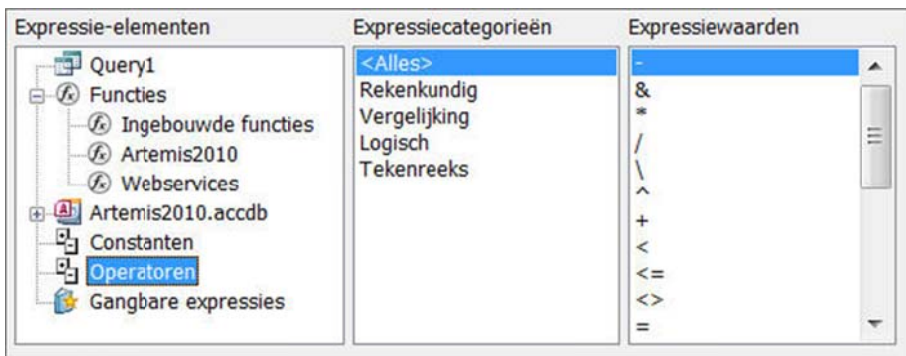 Expressie-elementen
Query1
Functies
Ingebouwde functies
Artemis2010
Webservices
Artemis2010.accdb
Constanten
Operatoren
Gangbare expressies
Expressiecategorieën
<Alles>
Rekenkundig
Vergelijking
Logisch
Tekenreeks
Expressiewaarden
-
&
*
/
\
^
+
<
<=
<>
=